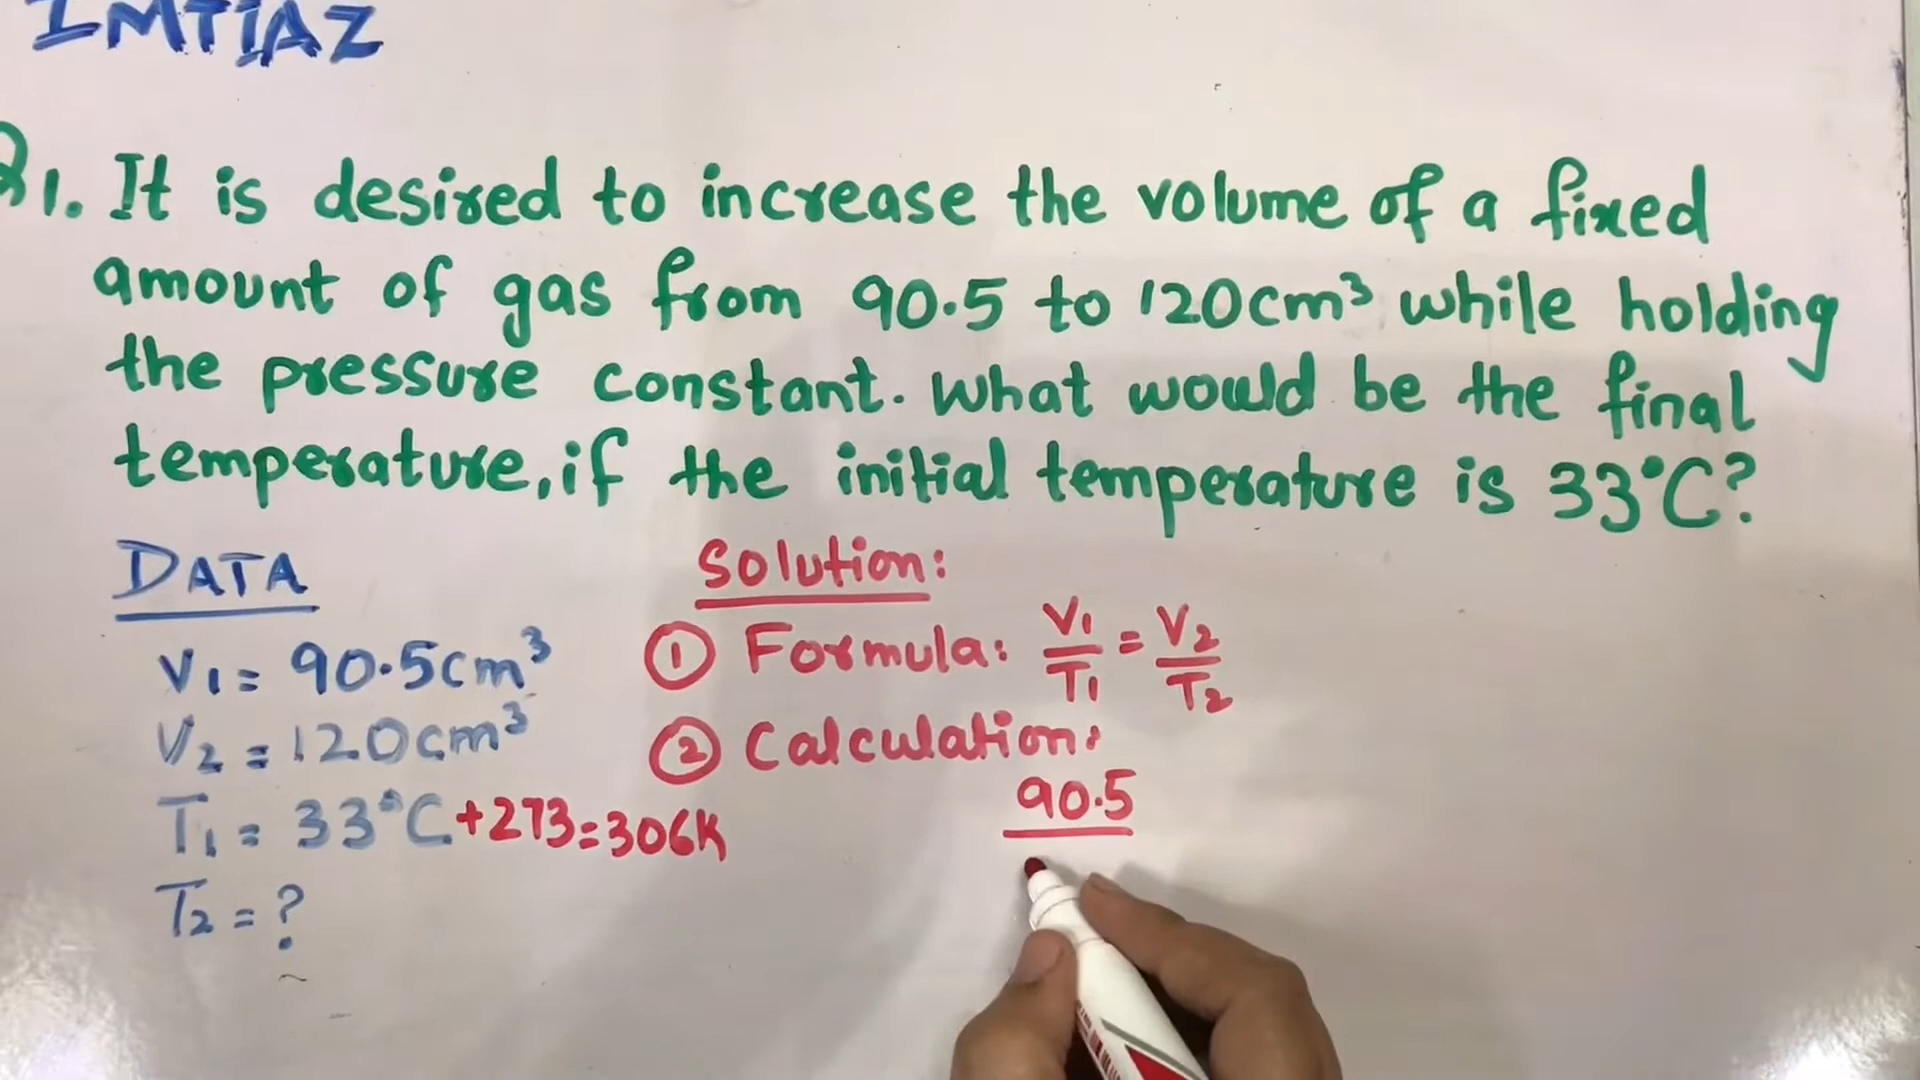 IMTIAZ
Q1. It is desired to increase the volume of a fixed
amount of gas from 90.5 to 120cm³ while holding
the pressure constant. What would be the final
temperature, if the initial temperature is 33°C?
DATA
V₁ = 90.5cm³
V₂ = 120cm³
T₁ = 33°C +273=306K
T₂ = ?
Solution:
① Formula: V₁/T₁ = V₂/T₂
② Calculation:
90.5